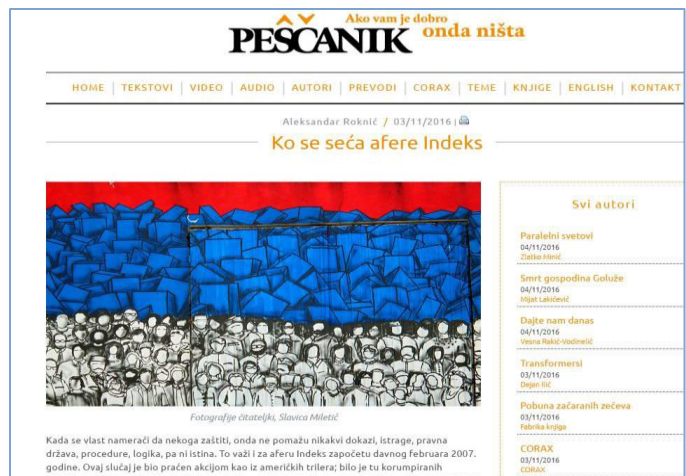 Ako vam je dobro
PEŠČANIK onda ništa
HOME | TEKSTOVI | VIDEO | AUDIO | AUTORI | PREVODI | CORAX | TEME | KNJIGE | ENGLISH | KONTAKT
Aleksandar Roknić / 03/11/2016 |
Ko se seća afere Indeks
Fotografije čitateljki, Slavica Miletić
Kada se vlast nameračí da nekoga zaštiti, onda ne pomažu nikakvi dokazi, istrage, pravna
država, procedure, logika, pa ni istina. To važi i za aferu Indeks započetu davnog februara 2007.
godine. Ovaj slučaj je bio praćen akcijom kao iz američkih trilera; bilo je tu korumpiranih
Svi autori
Paralelni svetovi
04/11/2016
Zlatko Minić
Smrt gospodina Goluže
04/11/2016
Mijat Lakićević
Dajte nam danas
04/11/2016
Vesna Rakić-Vodinelić
Transformersi
03/11/2016
Dejan Ilić
Pobuna začaranih zečeva
03/11/2016
Fabrika knjiga
CORAX
03/11/2016
CORAX